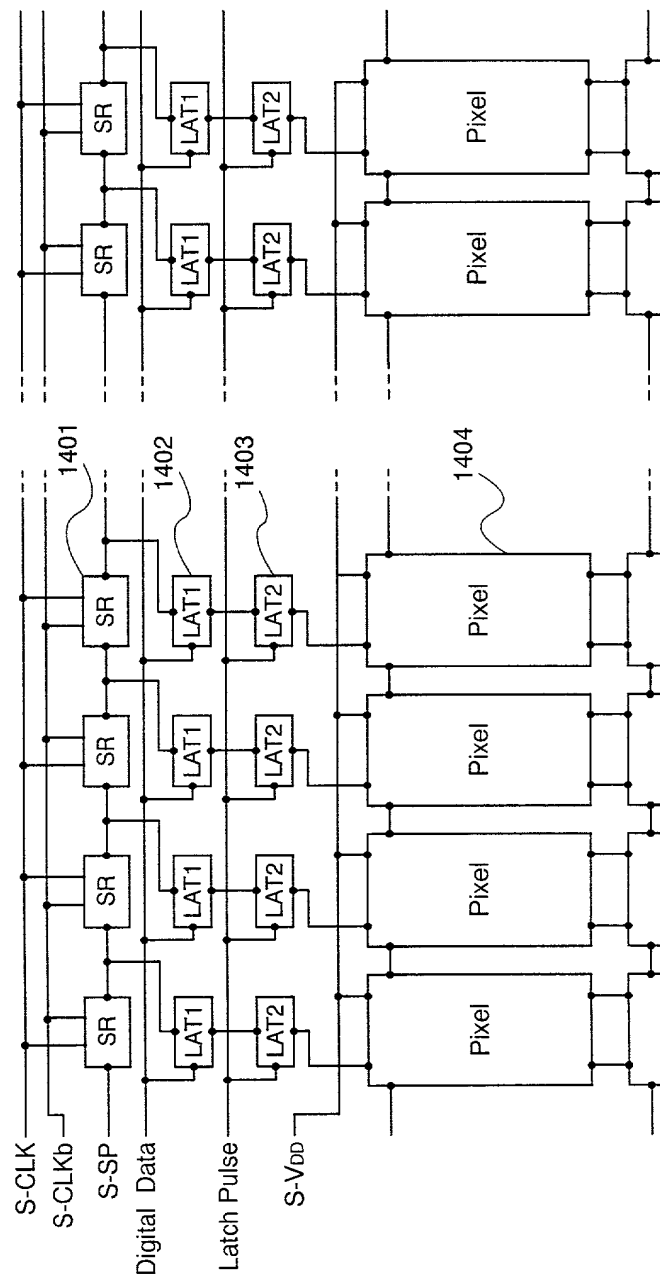 S-CLK
S-CLKb
S-SP
Digital Data
Latch Pulse
S-VDD
SR
SR
SR
SR
SR
SR
1401
LAT1
LAT1
LAT1
LAT1
LAT1
LAT1
1402
LAT2
LAT2
LAT2
LAT2
LAT2
LAT2
1403
Pixel
Pixel
Pixel
Pixel
Pixel
Pixel
1404